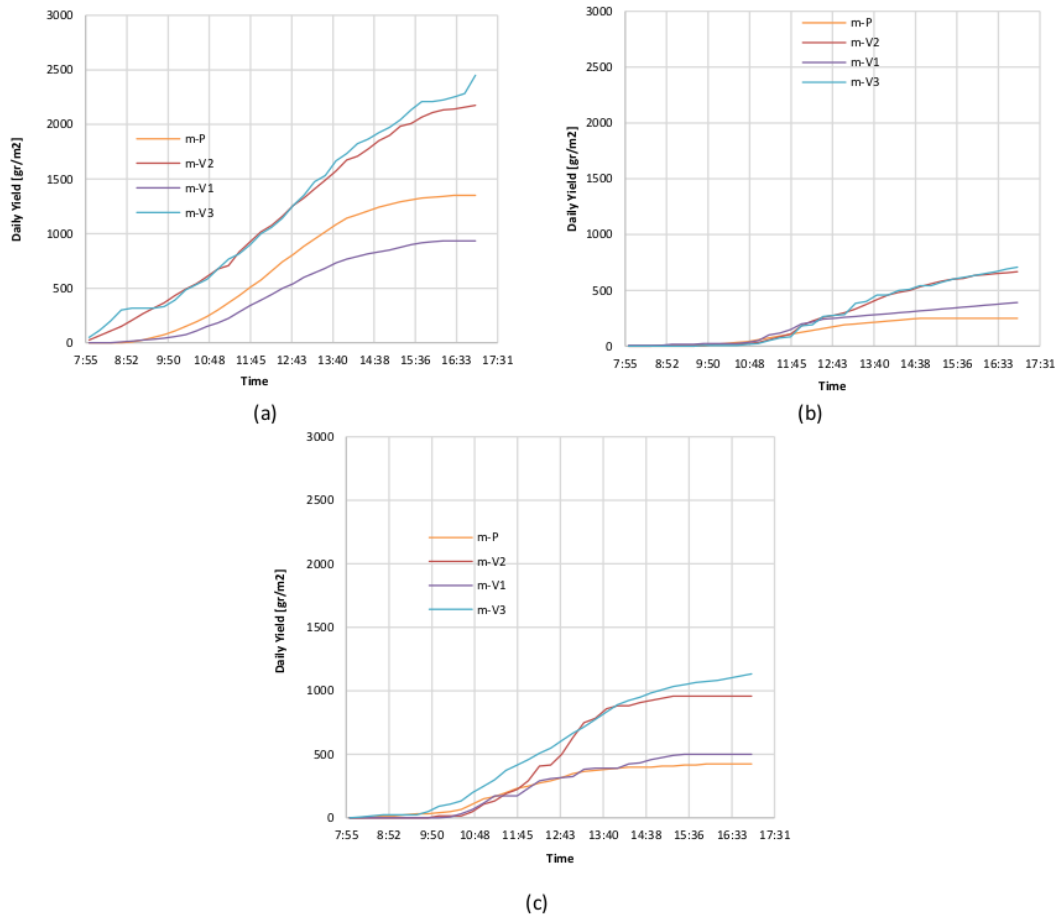 3000
2500
2000
1500
1000
500
0
Daily Yield [gr/m2]
m-P
m-V2
m-V1
m-V3
7:55 8:52 9:50 10:48 11:45 12:43 13:40 14:38 15:36 16:33 17:31
Time
(a)
3000
2500
2000
1500
1000
500
0
Daily Yield [gr/m2]
m-P
m-V2
m-V1
m-V3
7:55 8:52 9:50 10:48 11:45 12:43 13:40 14:38 15:36 16:33 17:31
Time
(b)
3000
2500
2000
1500
1000
500
0
Daily Yield [gr/m2]
m-P
m-V2
m-V1
m-V3
7:55 8:52 9:50 10:48 11:45 12:43 13:40 14:38 15:36 16:33 17:31
Time
(c)